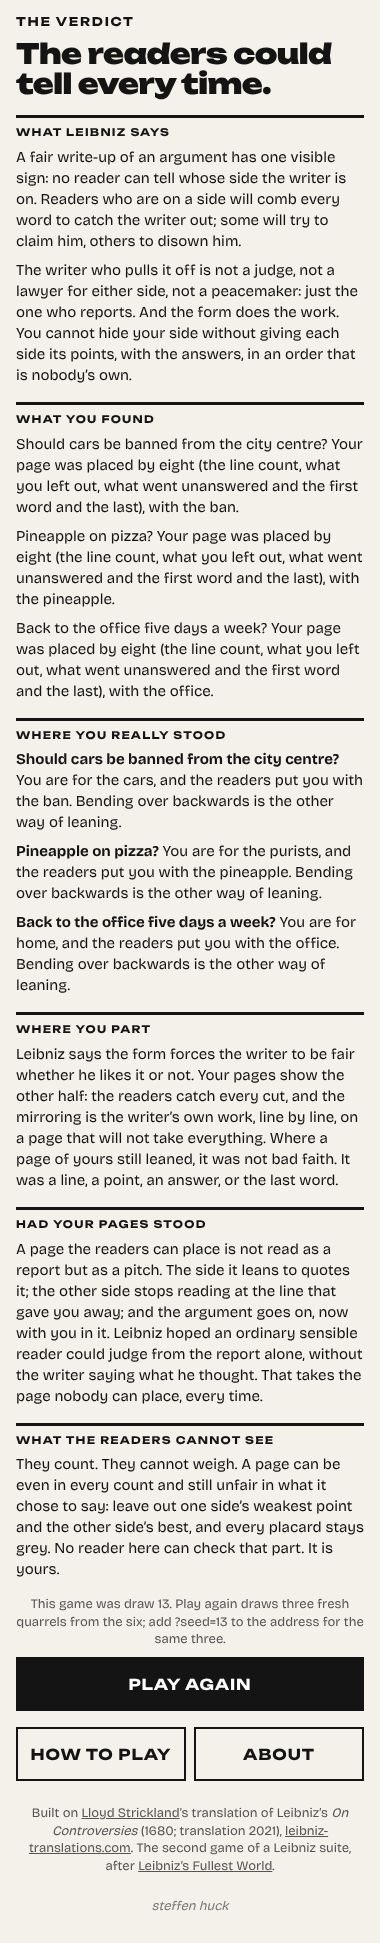 THE VERDICT
The readers could
tell every time.
WHAT LEIBNIZ SAYS
A fair write-up of an argument has one visible
sign: no reader can tell whose side the writer is
on. Readers who are on a side will comb every
word to catch the writer out; some will try to
claim him, others to disown him.
The writer who pulls it off is not a judge, not a
lawyer for either side, not a peacemaker: just the
one who reports. And the form does the work.
You cannot hide your side without giving each
side its points, with the answers, in an order that
is nobody's own.
WHAT YOU FOUND
Should cars be banned from the city centre? Your
page was placed by eight (the line count, what
you left out, what went unanswered and the first
word and the last), with the ban.
Pineapple on pizza? Your page was placed by
eight (the line count, what you left out, what went
unanswered and the first word and the last), with
the pineapple.
Back to the office five days a week? Your page
was placed by eight (the line count, what you left
out, what went unanswered and the first word
and the last), with the office.
WHERE YOU REALLY STOOD
Should cars be banned from the city centre?
You are for the cars, and the readers put you with
the ban. Bending over backwards is the other
way of leaning.
Pineapple on pizza? You are for the purists, and
the readers put you with the pineapple. Bending
over backwards is the other way of leaning.
Back to the office five days a week? You are for
home, and the readers put you with the office.
Bending over backwards is the other way of
leaning.
WHERE YOU PART
Leibniz says the form forces the writer to be fair
whether he likes it or not. Your pages show the
other half: the readers catch every cut, and the
mirroring is the writer's own work, line by line, on
a page that will not take everything. Where a
page of yours still leaned, it was not bad faith. It
was a line, a point, an answer, or the last word.
HAD YOUR PAGES STOOD
A page the readers can place is not read as a
report but as a pitch. The side it leans to quotes
it; the other side stops reading at the line that
gave you away; and the argument goes on, now
with you in it. Leibniz hoped an ordinary sensible
reader could judge from the report alone, without
the writer saying what he thought. That takes the
page nobody can place, every time.
WHAT THE READERS CANNOT SEE
They count. They cannot weigh. A page can be
even in every count and still unfair in what it
chose to say: leave out one side's weakest point
and the other side's best, and every placard stays
grey. No reader here can check that part. It is
yours.
This game was draw 13. Play again draws three fresh
quarrels from the six; add ?seed=13 to the address for the
same three.
PLAY AGAIN
HOW TO PLAY
ABOUT
Built on Lloyd Strickland's translation of Leibniz's On
Controversies (1680; translation 2021), leibniz-
translations.com. The second game of a Leibniz suite,
after Leibniz's Fullest World.
steffen huck